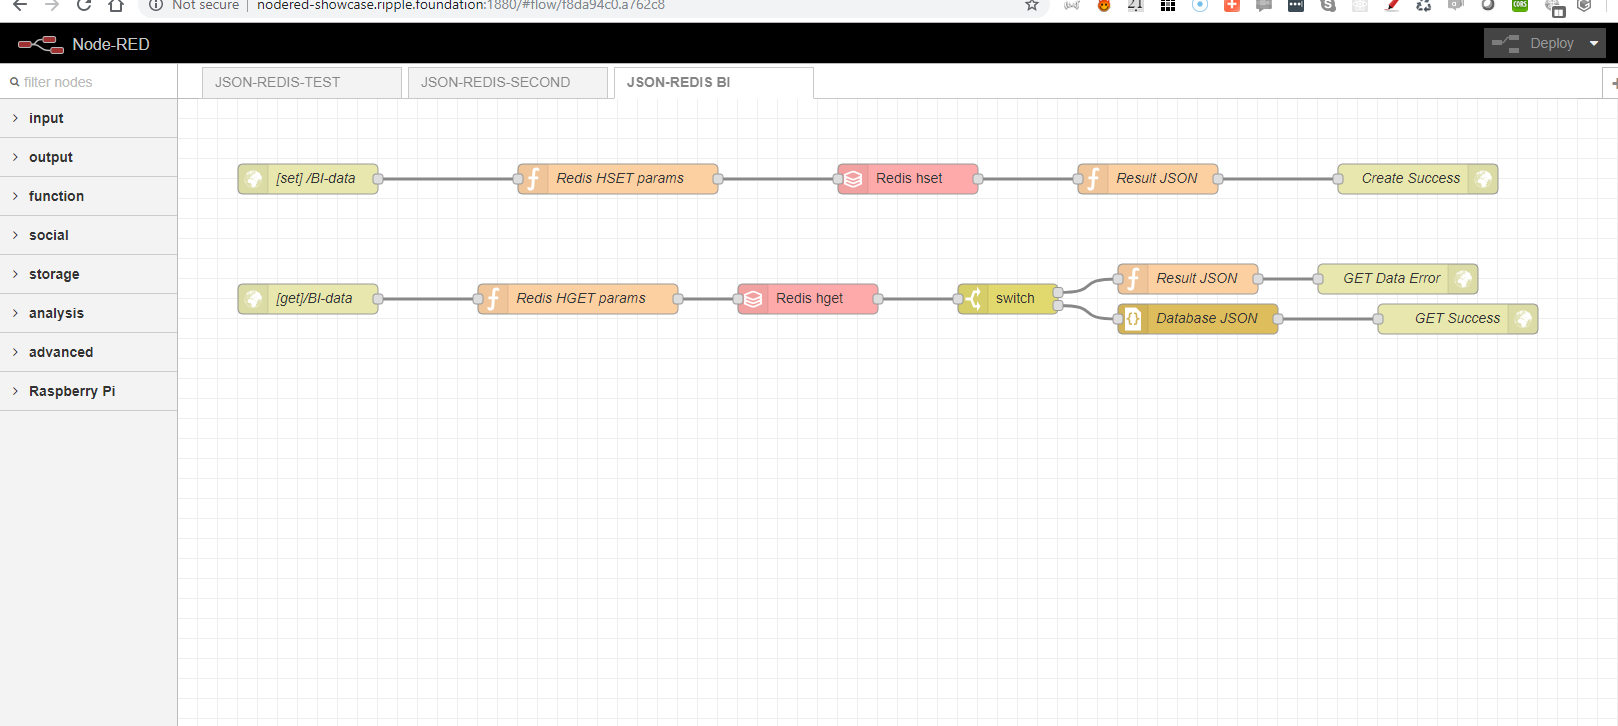 Not secure | nodered-showcase.ripple.foundation:1880/#flow/f8da94c0.a762c8
21
CORS
Node-RED
Deploy
filter nodes
JSON-REDIS-TEST
JSON-REDIS-SECOND
JSON-REDIS BI
input
output
function
social
storage
analysis
advanced
Raspberry Pi
[set] /BI-data
Redis HSET params
Redis hset
Result JSON
Create Success
[get]/BI-data
Redis HGET params
Redis hget
switch
Result JSON
GET Data Error
Database JSON
GET Success